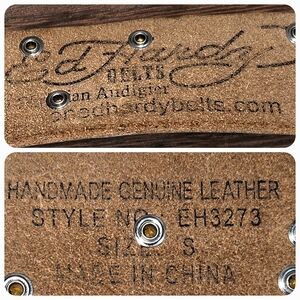 Ed Hardy
BELTS
an Audigier
edhardybelts.com
HANDMADE GENUINE LEATHER
STYLE NO. EH3273
SIZE S
MADE IN CHINA